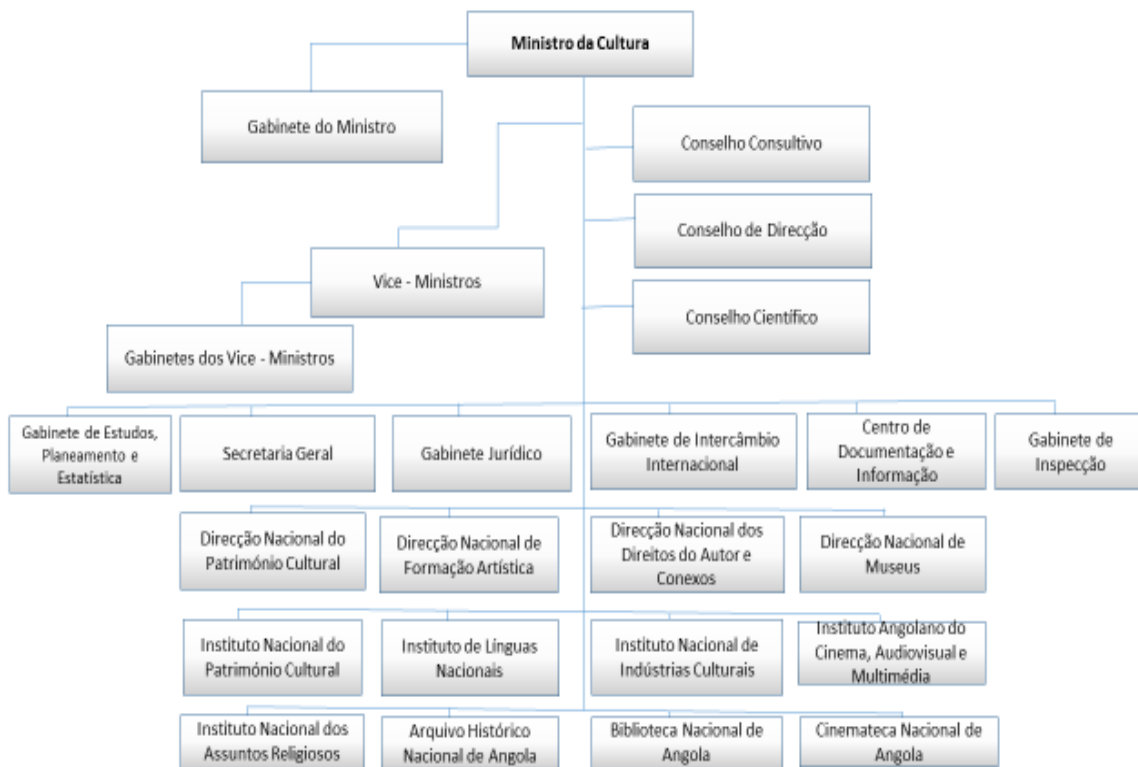 Ministro da Cultura
Gabinete do Ministro
Conselho Consultivo
Conselho de Direcção
Vice - Ministros
Conselho Científico
Gabinetes dos Vice - Ministros
Gabinete de Estudos,
Planeamento e
Estatística
Secretaria Geral
Gabinete Jurídico
Gabinete de Intercâmbio
Internacional
Centro de
Documentação e
Informação
Gabinete de
Inspecção
Direcção Nacional do
Património Cultural
Direcção Nacional de
Formação Artística
Direcção Nacional dos
Direitos do Autor e
Conexos
Direcção Nacional de
Museus
Instituto Nacional do
Património Cultural
Instituto de Línguas
Nacionais
Instituto Nacional de
Indústrias Culturais
Instituto Angolano do
Cinema, Audiovisual e
Multimédia
Instituto Nacional dos
Assuntos Religiosos
Arquivo Histórico
Nacional de Angola
Biblioteca Nacional de
Angola
Cinemateca Nacional de
Angola